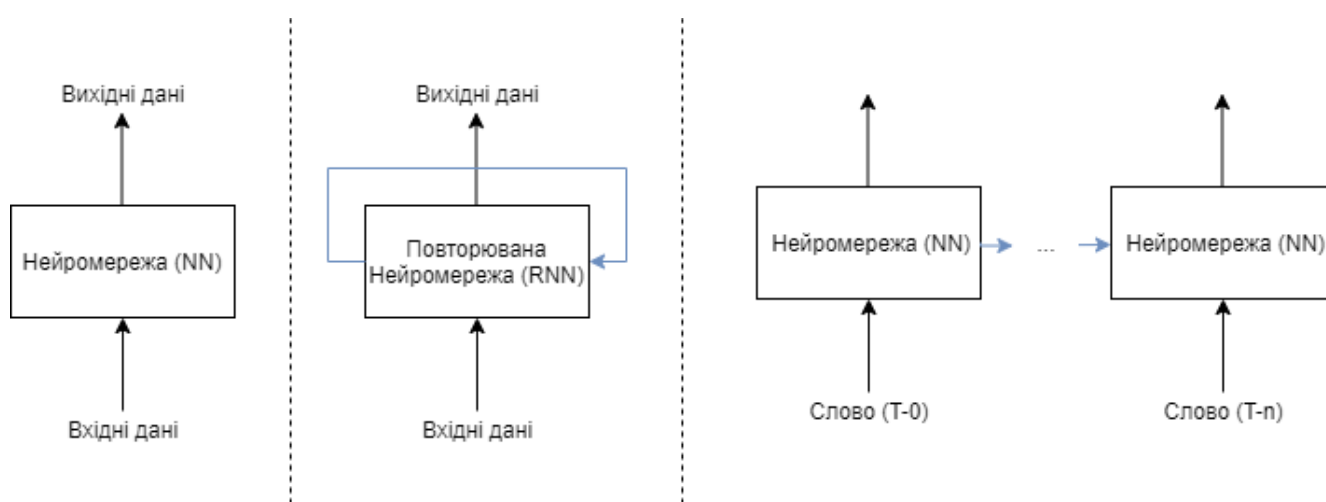 Вихідні дані
Нейромережа (NN)
Вхідні дані
Вихідні дані
Повторювана
Нейромережа (RNN)
Вхідні дані
Нейромережа (NN)
...
Нейромережа (NN)
Слово (T-0)
Слово (T-n)